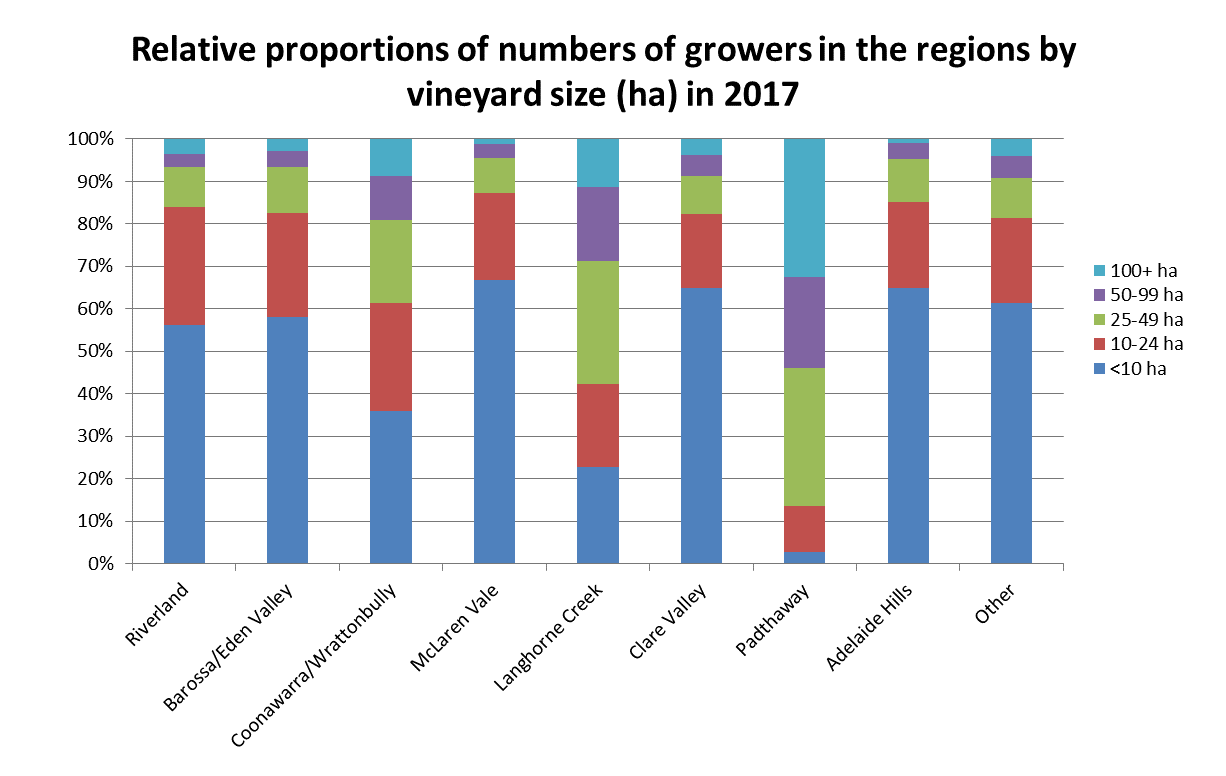 Relative proportions of numbers of growers in the regions by
vineyard size (ha) in 2017
100%
90%
80%
70%
60%
50%
40%
30%
20%
10%
0%
100+ ha
50-99 ha
25-49 ha
10-24 ha
<10 ha
Riverland
Barossa/Eden Valley
Coonawarra/Wrattonbully
McLaren Vale
Langhorne Creek
Clare Valley
Padthaway
Adelaide Hills
Other